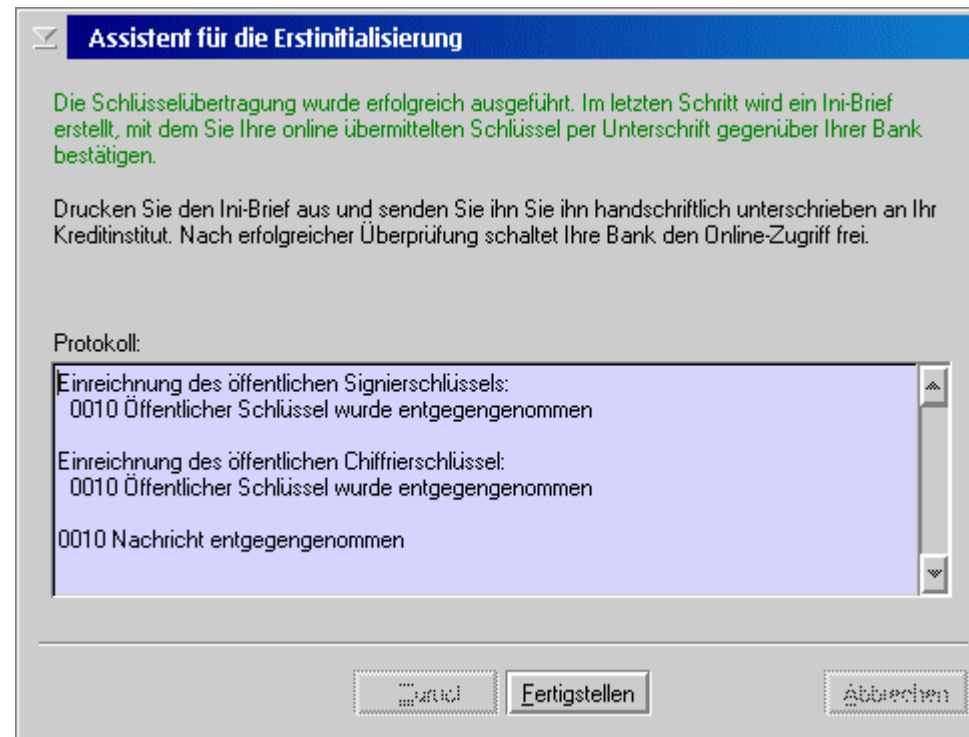 Assistent für die Erstinitialisierung
Die Schlüsselübertragung wurde erfolgreich ausgeführt. Im letzten Schritt wird ein Ini-Brief
erstellt, mit dem Sie Ihre online übermittelten Schlüssel per Unterschrift gegenüber Ihrer Bank
bestätigen.
Drucken Sie den Ini-Brief aus und senden Sie ihn Sie ihn handschriftlich unterschrieben an Ihr
Kreditinstitut. Nach erfolgreicher Überprüfung schaltet Ihre Bank den Online-Zugriff frei.
Protokoll:
Einreichnung des öffentlichen Signierschlüssels:
0010 Öffentlicher Schlüssel wurde entgegengenommen
Einreichnung des öffentlichen Chiffrierschlüssel:
0010 Öffentlicher Schlüssel wurde entgegengenommen
0010 Nachricht entgegengenommen
Zurück Fertigstellen Abbrechen